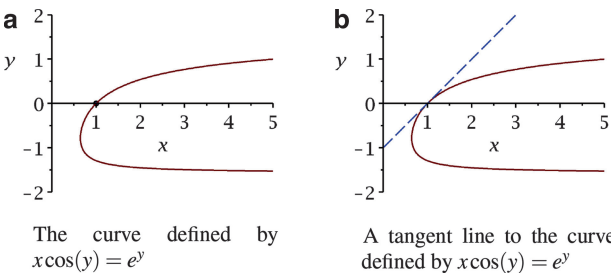 a
2
1
0
-1
-2
y
1 2 3 4 5
x
The curve defined by
x cos(y) = e^y
b
2
1
0
-1
-2
y
1 2 3 4 5
x
A tangent line to the curve
defined by x cos(y) = e^y